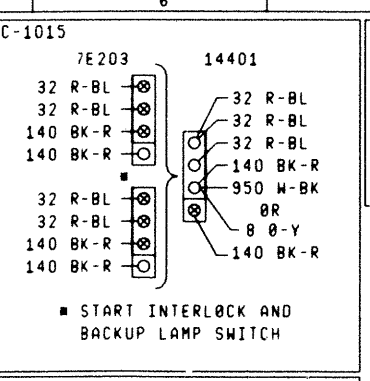 6
C-1015
7E203
14401
32 R-BL
32 R-BL
140 BK-R
140 BK-R
32 R-BL
32 R-BL
140 BK-R
140 BK-R
32 R-BL
32 R-BL
32 R-BL
140 BK-R
950 W-BK
OR
8 O-Y
140 BK-R
■ START INTERLOCK AND
BACKUP LAMP SWITCH